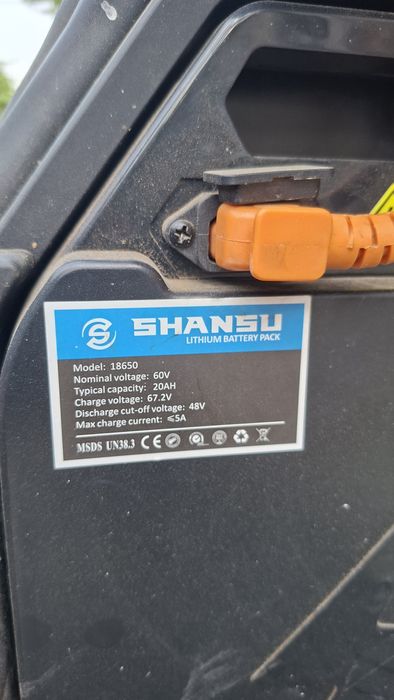 SHANSU
LITHIUM BATTERY PACK
Model: 18650
Nominal voltage: 60V
Typical capacity: 20AH
Charge voltage: 67.2V
Discharge cut-off voltage: 48V
Max charge current: ≤5A
MSDS UN38.3 CE